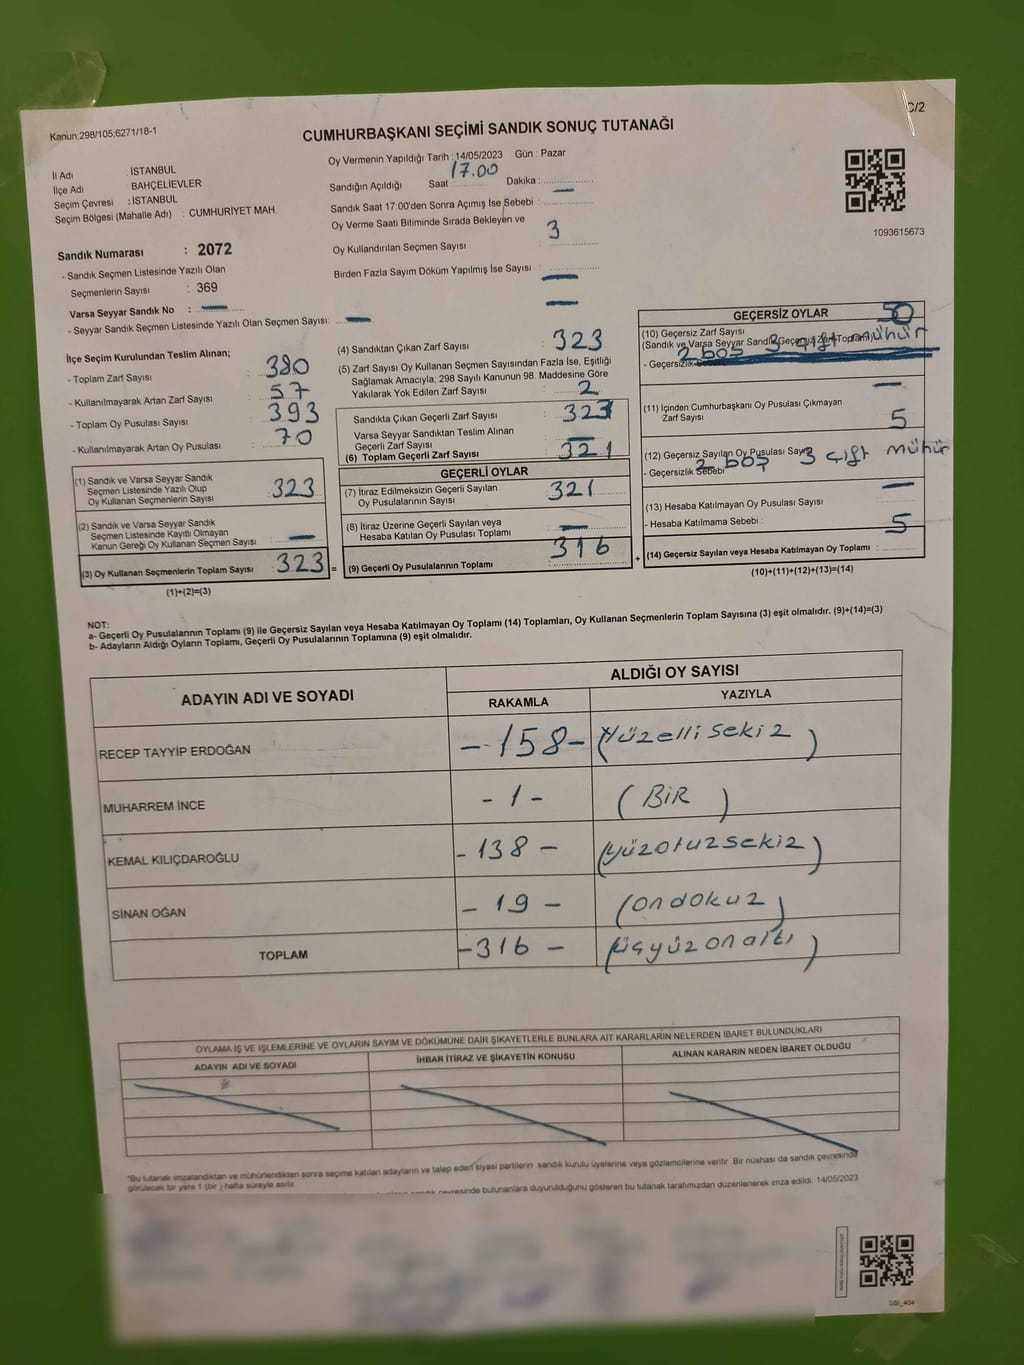 C/2
Kanun;298/105;6271/18-1
CUMHURBAŞKANI SEÇİMİ SANDIK SONUÇ TUTANAĞI
İl Adı : İSTANBUL
İlçe Adı : BAHÇELİEVLER
Seçim Çevresi : İSTANBUL
Seçim Bölgesi (Mahalle Adı) : CUMHURİYET MAH.
Oy Vermenin Yapıldığı Tarih : 14/05/2023 Gün : Pazar
17.00
Sandığın Açıldığı Saat Dakika :
Sandık Saat 17:00'den Sonra Açımış İse Sebebi :
Oy Verme Saati Bitiminde Sırada Bekleyen ve
Oy Kullandırılan Seçmen Sayısı : 3
Birden Fazla Sayım Döküm Yapılmış İse Sayısı :
1093615673
Sandık Numarası : 2072
- Sandık Seçmen Listesinde Yazılı Olan
Seçmenlerin Sayısı : 369
Varsa Seyyar Sandık No :
- Seyyar Sandık Seçmen Listesinde Yazılı Olan Seçmen Sayısı:
İlçe Seçim Kurulundan Teslim Alınan;
- Toplam Zarf Sayısı : 380
- Kullanılmayarak Artan Zarf Sayısı : 57
- Toplam Oy Pusulası Sayısı : 393
- Kullanılmayarak Artan Oy Pusulası : 70
(1) Sandık ve Varsa Seyyar Sandık
Seçmen Listesinde Yazılı Olup
Oy Kullanan Seçmenlerin Sayısı : 323
(2) Sandık ve Varsa Seyyar Sandık
Seçmen Listesinde Kayıtlı Olmayan
Kanun Gereği Oy Kullanan Seçmen Sayısı :
(3) Oy Kullanan Seçmenlerin Toplam Sayısı : 323 =
(1)+(2)=(3)
(4) Sandıktan Çıkan Zarf Sayısı : 323
(5) Zarf Sayısı Oy Kullanan Seçmen Sayısından Fazla İse, Eşitliği
Sağlamak Amacıyla; 298 Sayılı Kanunun 98. Maddesine Göre
Yakılarak Yok Edilen Zarf Sayısı : 2
Sandıkta Çıkan Geçerli Zarf Sayısı : 323
Varsa Seyyar Sandıktan Teslim Alınan
Geçerli Zarf Sayısı :
(6) Toplam Geçerli Zarf Sayısı : 321
GEÇERLİ OYLAR
(7) İtiraz Edilmeksizin Geçerli Sayılan
Oy Pusulalarının Sayısı : 321
(8) İtiraz Üzerine Geçerli Sayılan veya
Hesaba Katılan Oy Pusulası Toplamı :
(9) Geçerli Oy Pusulalarının Toplamı : 316 +
GEÇERSİZ OYLAR
(10) Geçersiz Zarf Sayısı
2 boş 3 çift mühür
- Geçersizlik
(11) İçinden Cumhurbaşkanı Oy Pusulası Çıkmayan
Zarf Sayısı : 5
(12) Geçersiz Sayılan Oy Pusulası Sayısı
- Geçersizlik Sebebi 2 boş 3 çift mühür
(13) Hesaba Katılmayan Oy Pusulası Sayısı
- Hesaba Katılmama Sebebi : 5
(14) Geçersiz Sayılan veya Hesaba Katılmayan Oy Toplamı :
(10)+(11)+(12)+(13)=(14)
NOT:
a- Geçerli Oy Pusulalarının Toplamı (9) ile Geçersiz Sayılan veya Hesaba Katılmayan Oy Toplamı (14) Toplamları, Oy Kullanan Seçmenlerin Toplam Sayısına (3) eşit olmalıdır. (9)+(14)=(3)
b- Adayların Aldığı Oyların Toplamı, Geçerli Oy Pusulalarının Toplamına (9) eşit olmalıdır.
ADAYIN ADI VE SOYADI
ALDIĞI OY SAYISI
RAKAMLA YAZIYLA
RECEP TAYYİP ERDOĞAN - 158 - (Yüzellisekiz)
MUHARREM İNCE - 1 - (BİR)
KEMAL KILIÇDAROĞLU - 138 - (yüzotuzsekiz)
SİNAN OĞAN - 19 - (ondokuz)
TOPLAM - 316 - (üçyüzonaltı)
OYLAMA İŞ VE İŞLEMLERİNE VE OYLARIN SAYIM VE DÖKÜMÜNE DAİR ŞİKAYETLERLE BUNLARA AİT KARARLARIN NELERDEN İBARET BULUNDUKLARI
ADAYIN ADI VE SOYADI İHBAR İTİRAZ VE ŞİKAYETİN KONUSU ALINAN KARARIN NEDEN İBARET OLDUĞU
"Bu tutanak imzalandıktan ve mühürlendikten sonra seçime katılan adayların ve talep eden siyasi partilerin sandık kurulu üyelerine veya gözlemcilerine verilir. Bir nüshası da sandık çevresinde
görülecek bir yere 1 (bir) hafta süreyle asılır.
çevresinde bulunanlara duyurulduğunu gösteren bu tutanak tarafımızdan düzenlenerek imza edildi. 14/05/2023